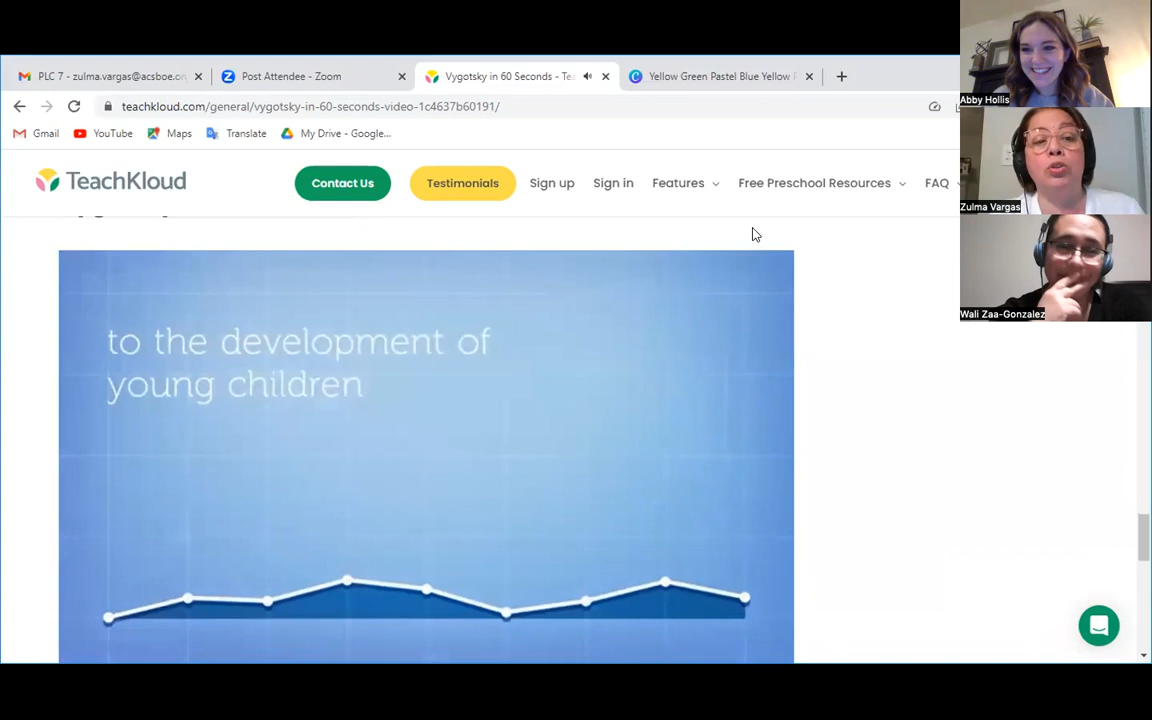 PLC 7 - zulma.vargas@acsboe.or
Post Attendee - Zoom
Vygotsky in 60 Seconds - Tea
Yellow Green Pastel Blue Yellow
teachkloud.com/general/vygotsky-in-60-seconds-video-1c4637b60191/
Gmail
YouTube
Maps
Translate
My Drive - Google...
TeachKloud
Contact Us
Testimonials
Sign up
Sign in
Features
Free Preschool Resources
FAQ
to the development of
young children
Abby Hollis
Zulma Vargas
Wali Zaa-Gonzalez